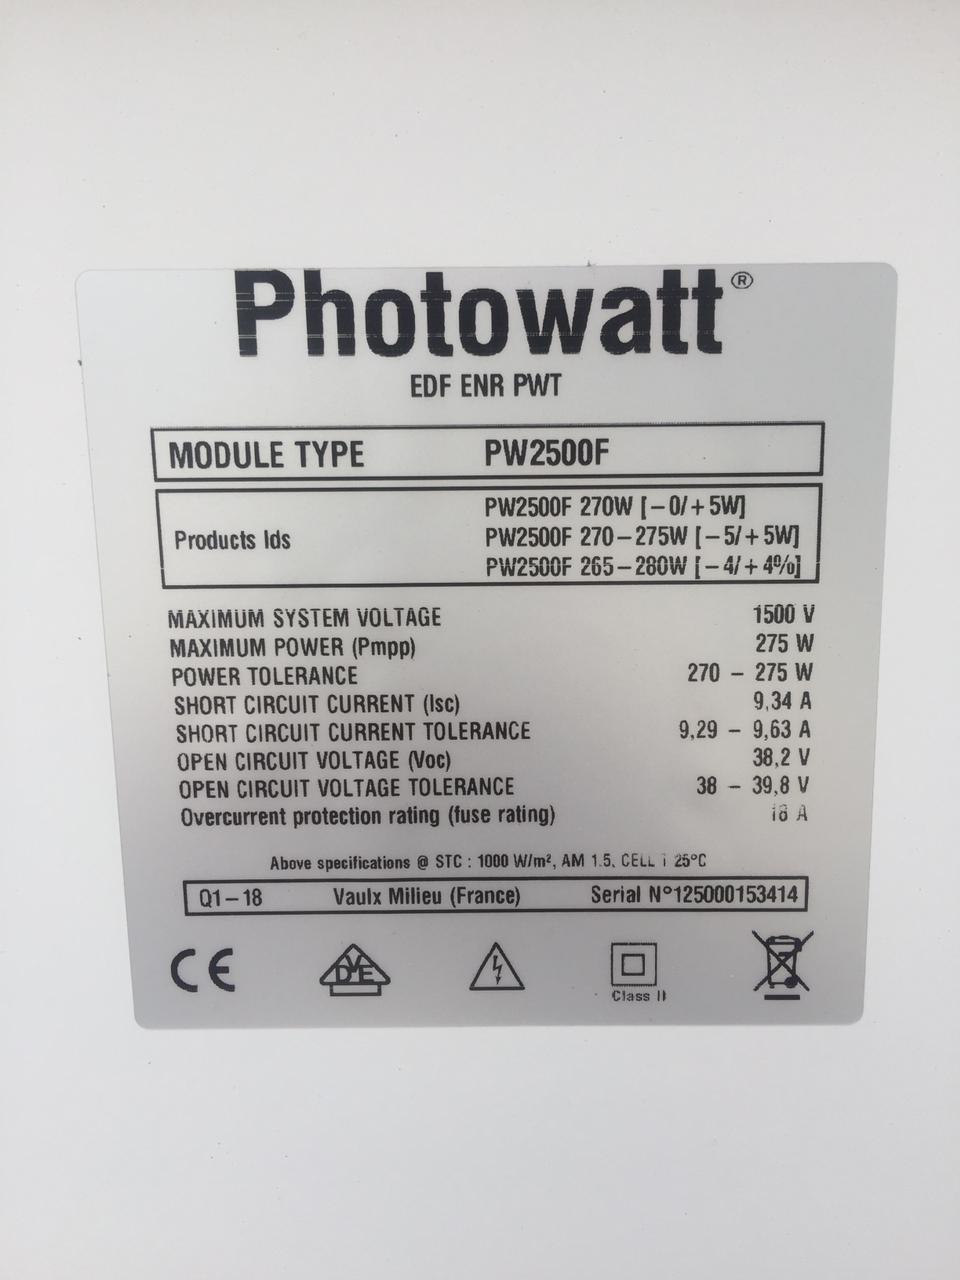 Photowatt®
EDF ENR PWT
MODULE TYPE PW2500F
Products Ids
PW2500F 270W [-0/+5W]
PW2500F 270-275W [-5/+5W]
PW2500F 265-280W [-4/+4%]
MAXIMUM SYSTEM VOLTAGE 1500 V
MAXIMUM POWER (Pmpp) 275 W
POWER TOLERANCE 270 - 275 W
SHORT CIRCUIT CURRENT (Isc) 9,34 A
SHORT CIRCUIT CURRENT TOLERANCE 9,29 - 9,63 A
OPEN CIRCUIT VOLTAGE (Voc) 38,2 V
OPEN CIRCUIT VOLTAGE TOLERANCE 38 - 39,8 V
Overcurrent protection rating (fuse rating) 18 A
Above specifications @ STC : 1000 W/m², AM 1.5, CELL T 25°C
Q1-18 Vaulx Milieu (France) Serial N°125000153414
CE VDE
Class II